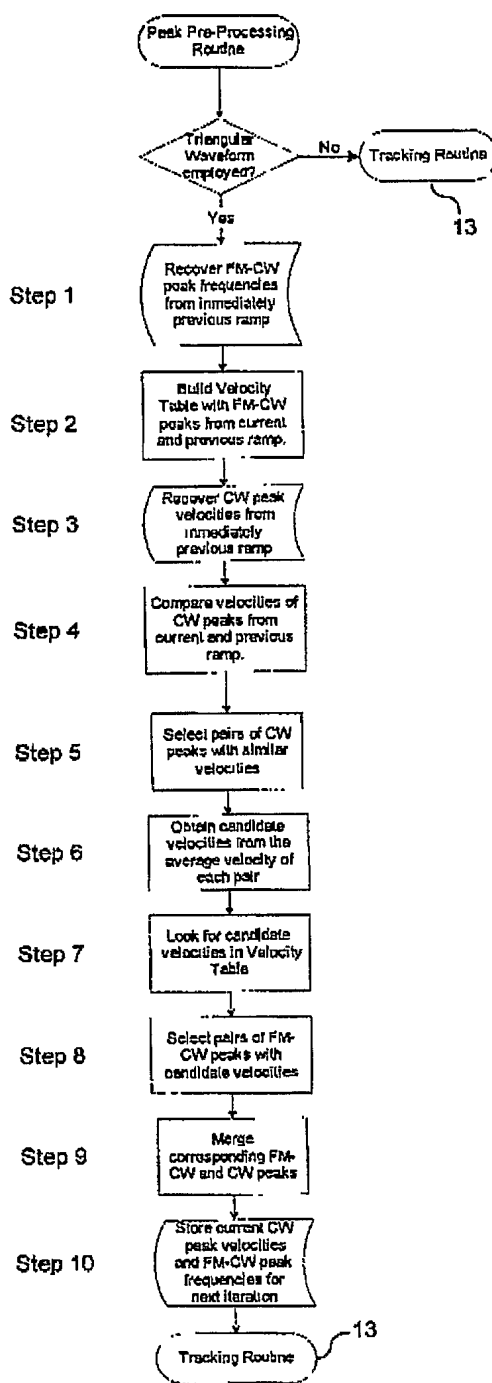 Peak Pre-Processing
Routine
Triangular
Waveform
employed?
No
Tracking Routine
13
Yes
Step 1
Recover FM-CW
peak frequencies
from inmediately
previous ramp
Step 2
Build Velocity
Table with FM-CW
peaks from current
and previous ramp.
Step 3
Recover CW peak
velocities from
inmediately
previous ramp
Step 4
Compare velocities of
CW peaks from
current and previous
ramp.
Step 5
Select pairs of CW
peaks with similar
velocities
Step 6
Obtain candidate
velocities from the
average velocity of
each pair
Step 7
Look for candidate
velocities in Velocity
Table
Step 8
Select pairs of FM-
CW peaks with
candidate velocities
Step 9
Merge
corresponding FM-
CW and CW peaks
Step 10
Store current CW
peak velocities
and FM-CW peak
frequencies for
next iteration
13
Tracking Routine